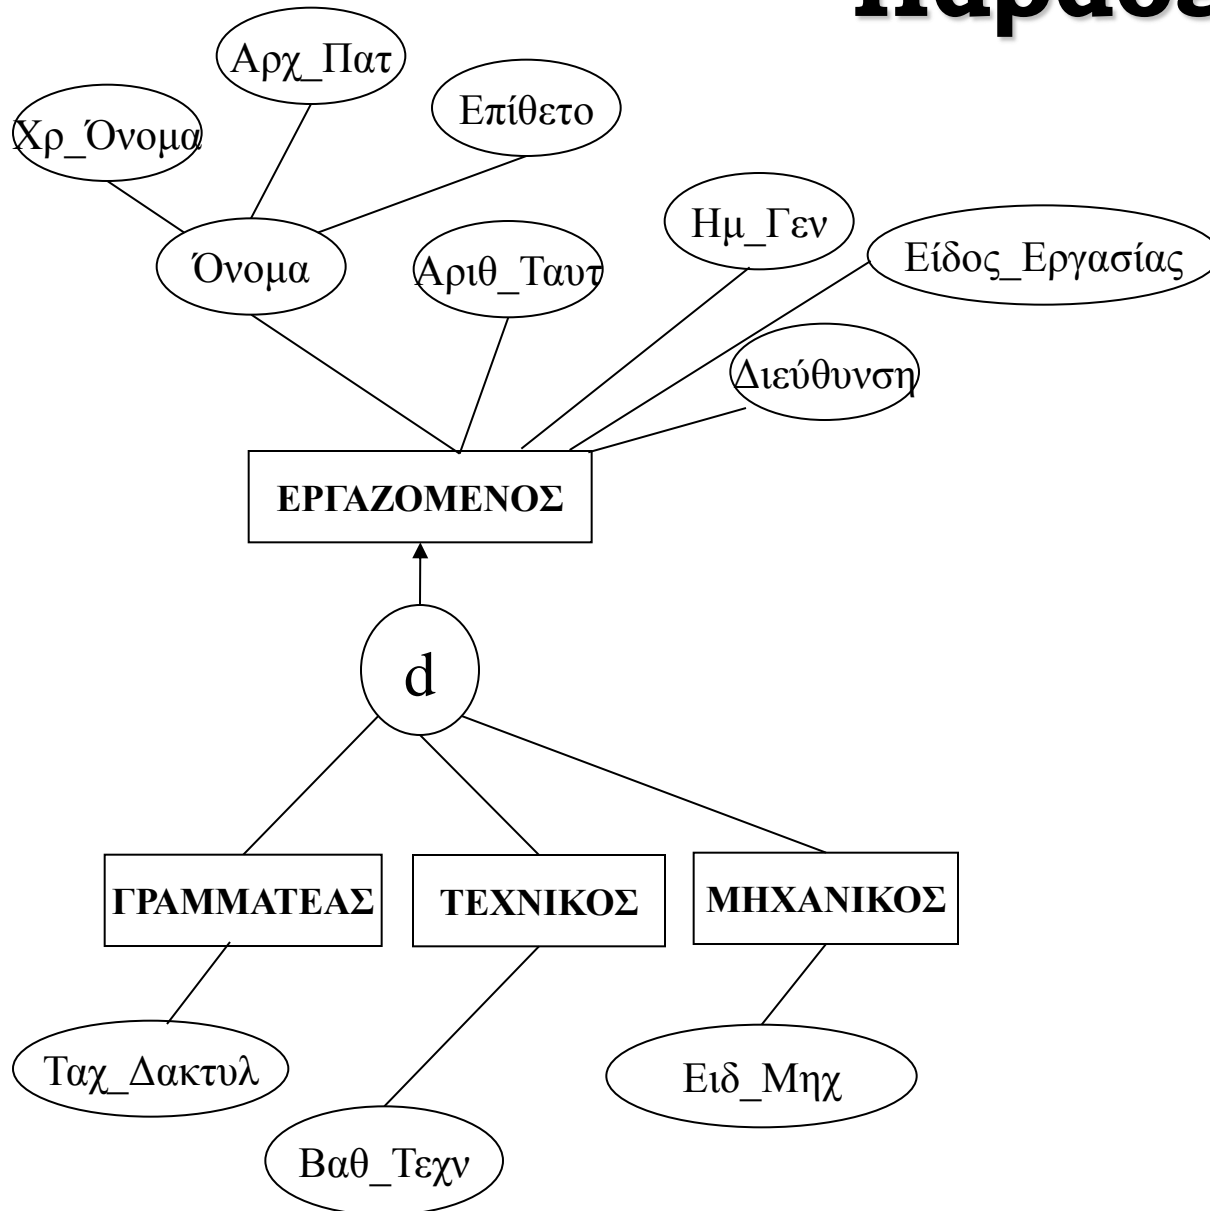 Αρχ_Πατ
Επίθετο
Χρ_Όνομα
Ημ_Γεν
Είδος_Εργασίας
Όνομα
Αριθ_Ταυτ
Διεύθυνση
ΕΡΓΑΖΟΜΕΝΟΣ
d
ΓΡΑΜΜΑΤΕΑΣ
ΤΕΧΝΙΚΟΣ
ΜΗΧΑΝΙΚΟΣ
Ταχ_Δακτυλ
Ειδ_Μηχ
Βαθ_Τεχν